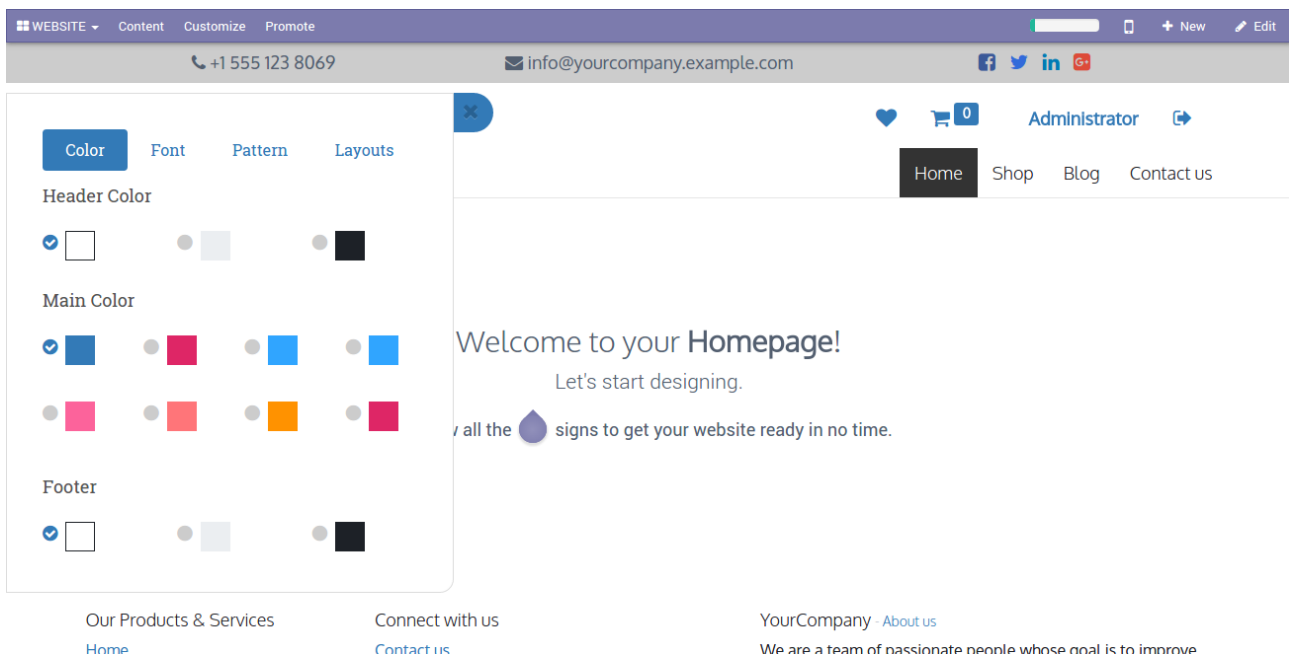 WEBSITE Content Customize Promote New Edit
+1 555 123 8069 info@yourcompany.example.com
0 Administrator
Color Font Pattern Layouts
Home Shop Blog Contact us
Header Color
Main Color
Welcome to your Homepage!
Let's start designing.
all the signs to get your website ready in no time.
Footer
Our Products & Services Connect with us YourCompany - About us
Home Contact us We are a team of passionate people whose goal is to improve